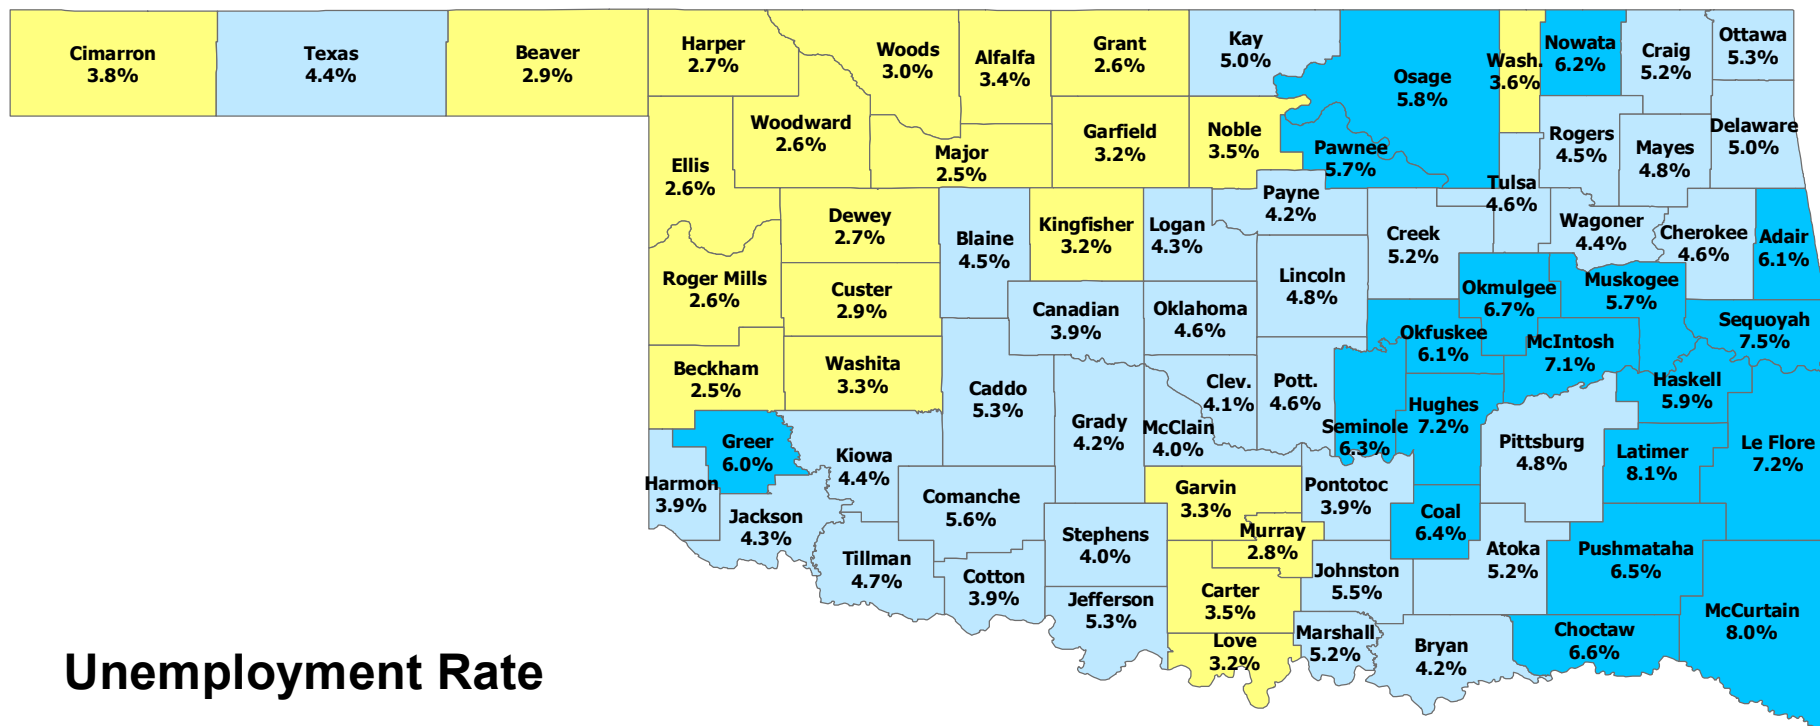 Cimarron
3.8%
Texas
4.4%
Beaver
2.9%
Harper
2.7%
Woods
3.0%
Alfalfa
3.4%
Grant
2.6%
Kay
5.0%
Osage
5.8%
Wash.
3.6%
Nowata
6.2%
Craig
5.2%
Ottawa
5.3%
Ellis
2.6%
Woodward
2.6%
Major
2.5%
Garfield
3.2%
Noble
3.5%
Pawnee
5.7%
Rogers
4.5%
Mayes
4.8%
Delaware
5.0%
Dewey
2.7%
Blaine
4.5%
Kingfisher
3.2%
Logan
4.3%
Payne
4.2%
Creek
5.2%
Tulsa
4.6%
Wagoner
4.4%
Cherokee
4.6%
Adair
6.1%
Roger Mills
2.6%
Custer
2.9%
Canadian
3.9%
Oklahoma
4.6%
Lincoln
4.8%
Okmulgee
6.7%
Muskogee
5.7%
Sequoyah
7.5%
Beckham
2.5%
Washita
3.3%
Caddo
5.3%
Grady
4.2%
Clev.
4.1%
McClain
4.0%
Pott.
4.6%
Seminole
6.3%
Okfuskee
6.1%
McIntosh
7.1%
Hughes
7.2%
Haskell
5.9%
Pittsburg
4.8%
Latimer
8.1%
Le Flore
7.2%
Greer
6.0%
Kiowa
4.4%
Harmon
3.9%
Jackson
4.3%
Comanche
5.6%
Tillman
4.7%
Cotton
3.9%
Stephens
4.0%
Jefferson
5.3%
Garvin
3.3%
Murray
2.8%
Carter
3.5%
Love
3.2%
Pontotoc
3.9%
Coal
6.4%
Johnston
5.5%
Atoka
5.2%
Pushmataha
6.5%
Marshall
5.2%
Bryan
4.2%
Choctaw
6.6%
McCurtain
8.0%
Unemployment Rate